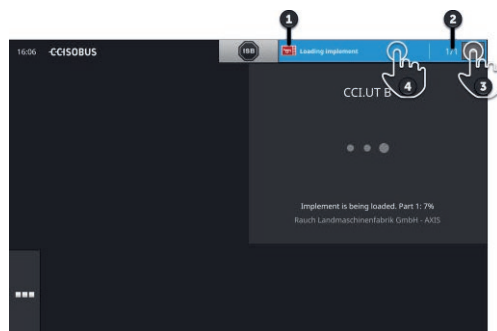 1
2
16:06
CCISOBUS
ISB
Loading implement
1/1
4
3
CCI.UT B
Implement is being loaded. Part 1: 7%
Rauch Landmaschinenfabrik GmbH - AXIS